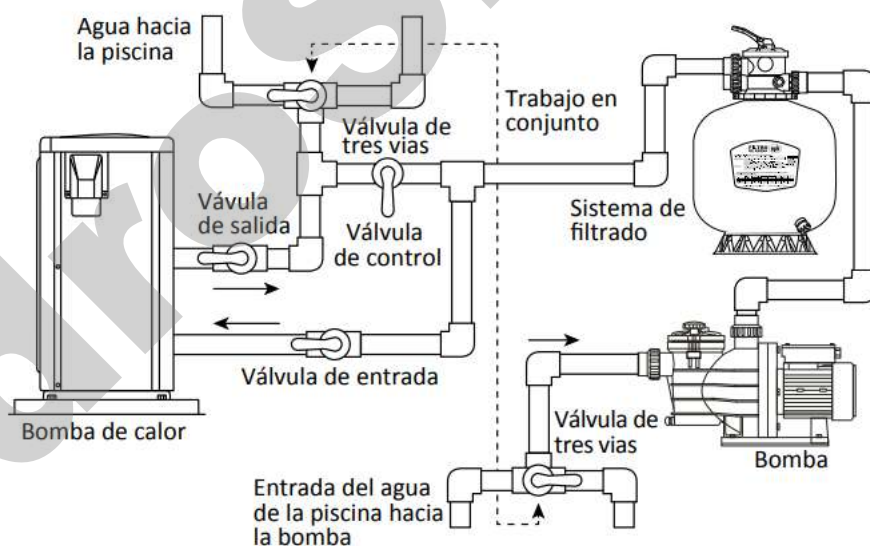 Agua hacia
la piscina
Válvula de
tres vias
Trabajo en
conjunto
Vávula
de salida
Válvula
de control
Sistema de
filtrado
Válvula de entrada
Bomba de calor
Válvula de
tres vias
Bomba
Entrada del agua
de la piscina hacia
la bomba